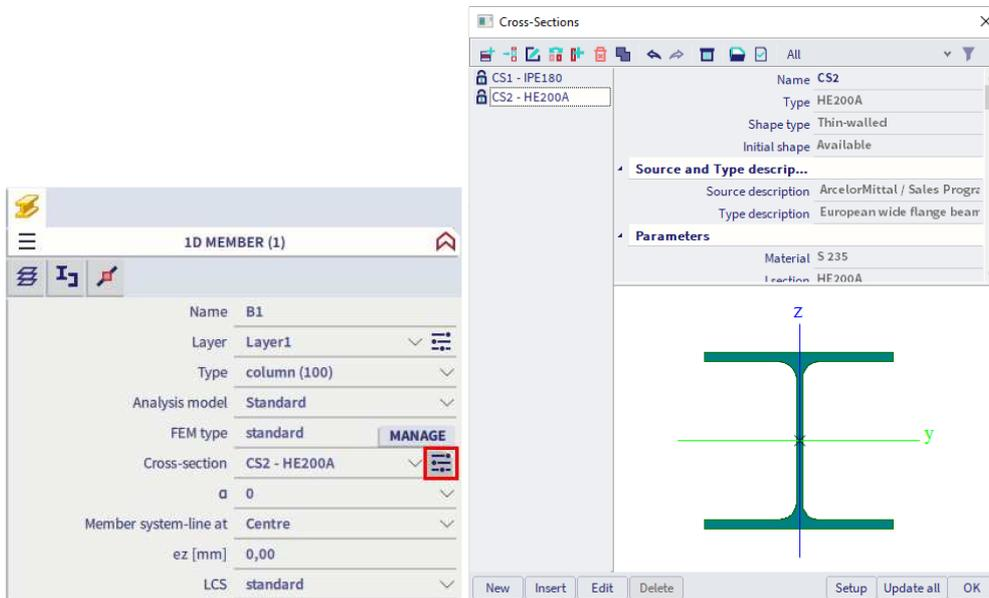 1D MEMBER (1)
Name B1
Layer Layer1
Type column (100)
Analysis model Standard
FEM type standard
MANAGE
Cross-section CS2 - HE200A
α 0
Member system-line at Centre
ez [mm] 0,00
LCS standard
Cross-Sections
All
CS1 - IPE180
CS2 - HE200A
Name CS2
Type HE200A
Shape type Thin-walled
Initial shape Available
Source and Type descrip...
Source description ArcelorMittal / Sales Progra
Type description European wide flange beam
Parameters
Material S 235
I section HE200A
z
y
New Insert Edit Delete Setup Update all OK